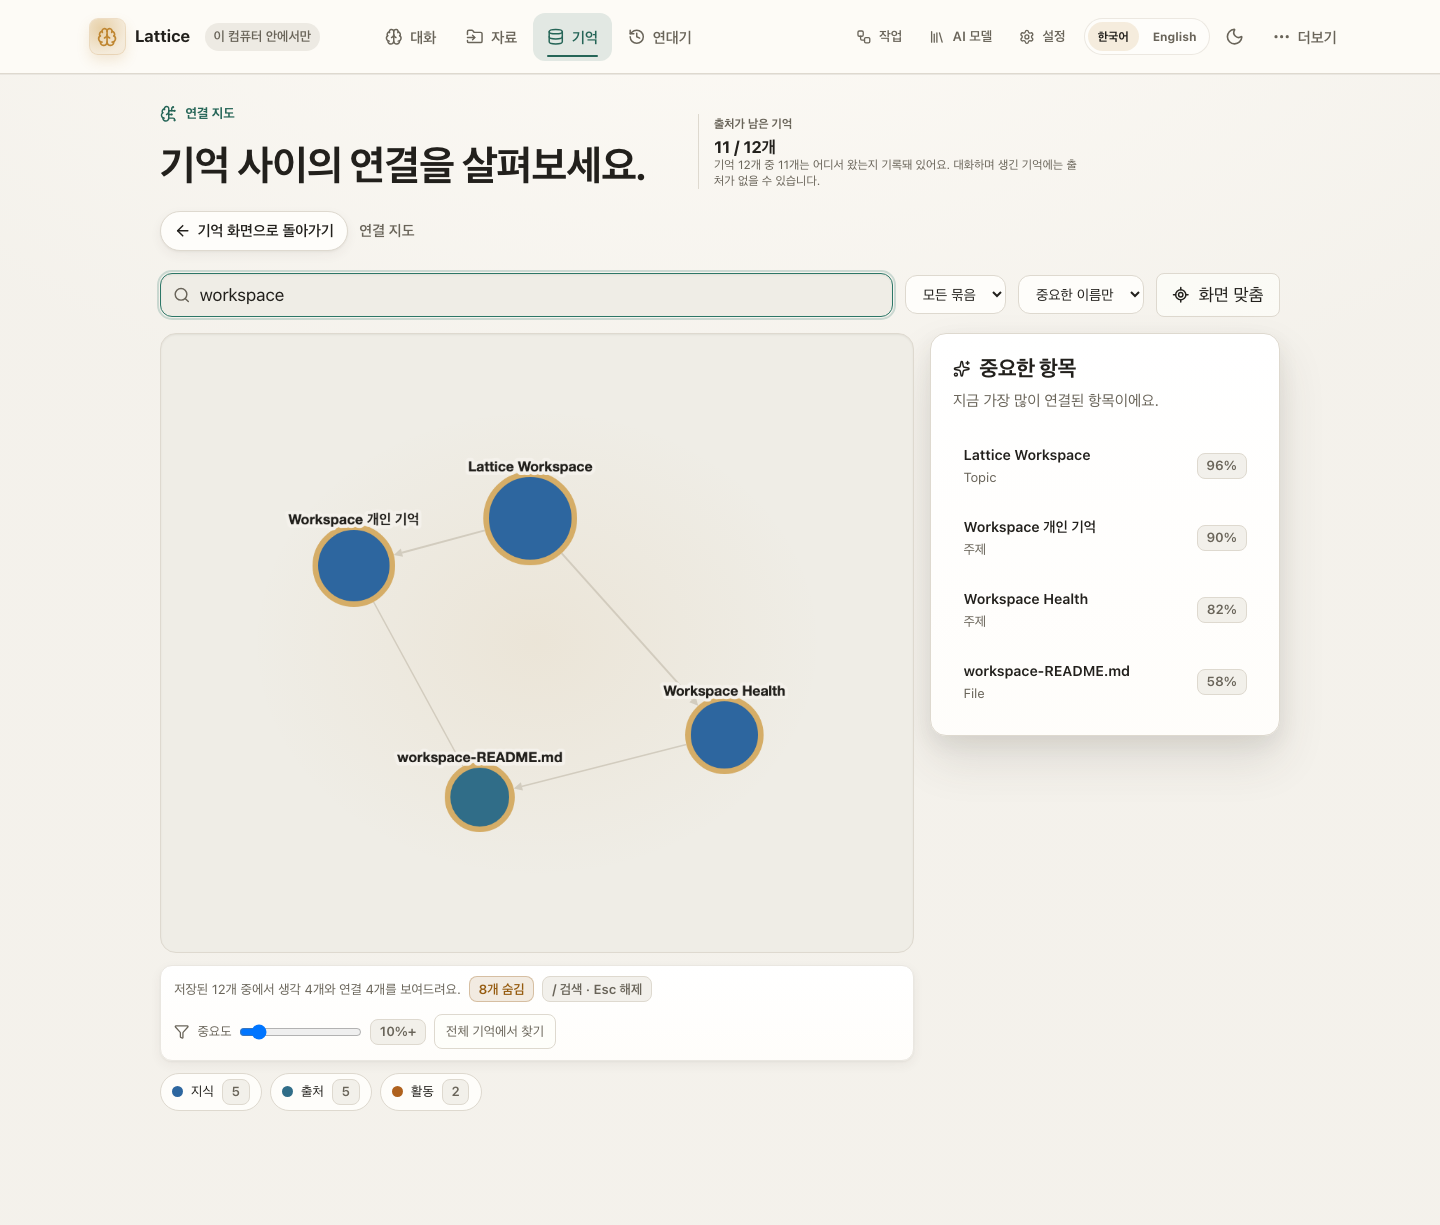 Lattice
이 컴퓨터 안에서만
대화
자료
기억
연대기
작업
AI 모델
설정
한국어
English
더보기
연결 지도
기억 사이의 연결을 살펴보세요.
출처가 남은 기억
11 / 12개
기억 12개 중 11개는 어디서 왔는지 기록돼 있어요. 대화하며 생긴 기억에는 출
처가 없을 수 있습니다.
기억 화면으로 돌아가기
연결 지도
workspace
모든 묶음
중요한 이름만
화면 맞춤
Lattice Workspace
Workspace 개인 기억
Workspace Health
workspace-README.md
중요한 항목
지금 가장 많이 연결된 항목이에요.
Lattice Workspace
Topic
96%
Workspace 개인 기억
주제
90%
Workspace Health
주제
82%
workspace-README.md
File
58%
저장된 12개 중에서 생각 4개와 연결 4개를 보여드려요.
8개 숨김
/ 검색 · Esc 해제
중요도
10%+
전체 기억에서 찾기
지식 5
출처 5
활동 2